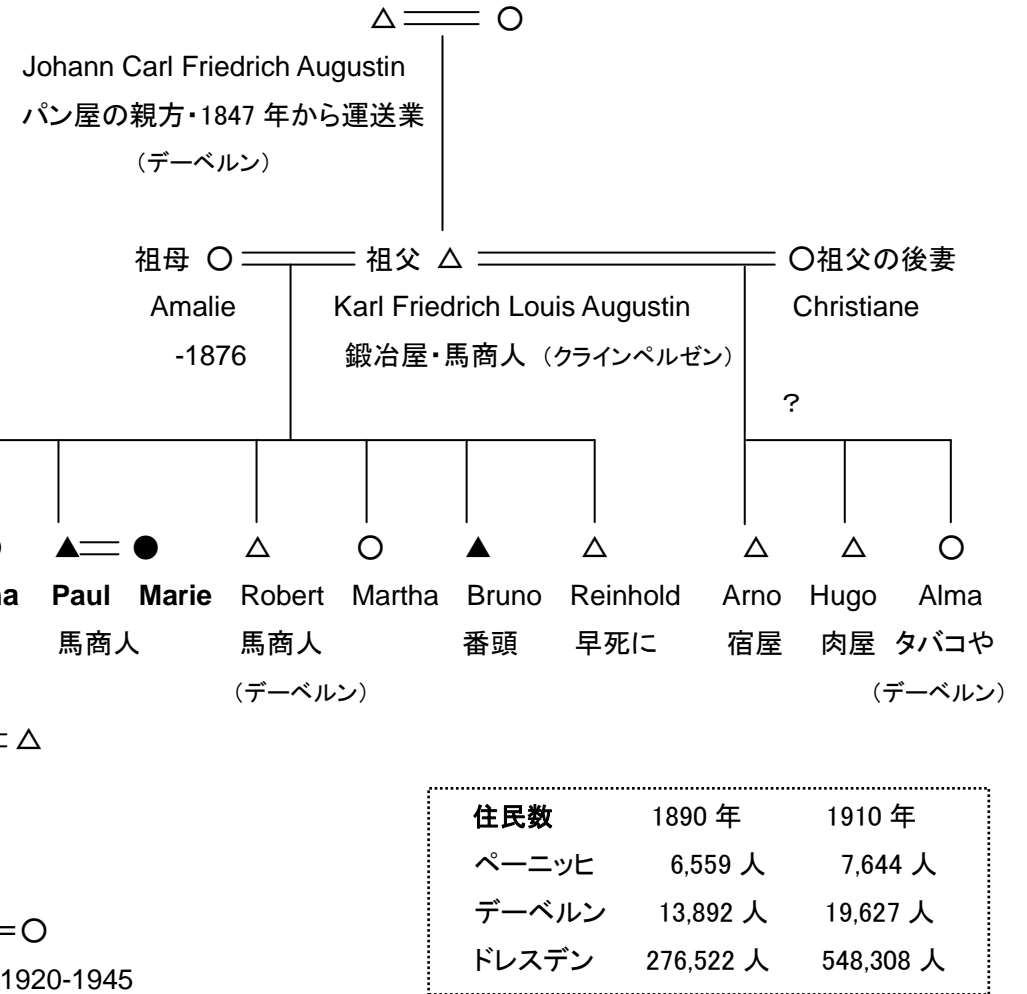 Johann Carl Friedrich Augustin
パン屋の親方・1847 年から運送業
（デーベルン）
祖母 祖父 祖父の後妻
Amalie Karl Friedrich Louis Augustin Christiane
-1876 鍛冶屋・馬商人 （クラインペルゼン）
？
Paul Marie Robert Martha Bruno Reinhold Arno Hugo Alma
馬商人 馬商人 番頭 早死に 宿屋 肉屋 タバコや
（デーベルン） （デーベルン）
住民数 1890 年 1910 年
ペーニッヒ 6,559 人 7,644 人
デーベルン 13,892 人 19,627 人
ドレスデン 276,522 人 548,308 人
1920-1945